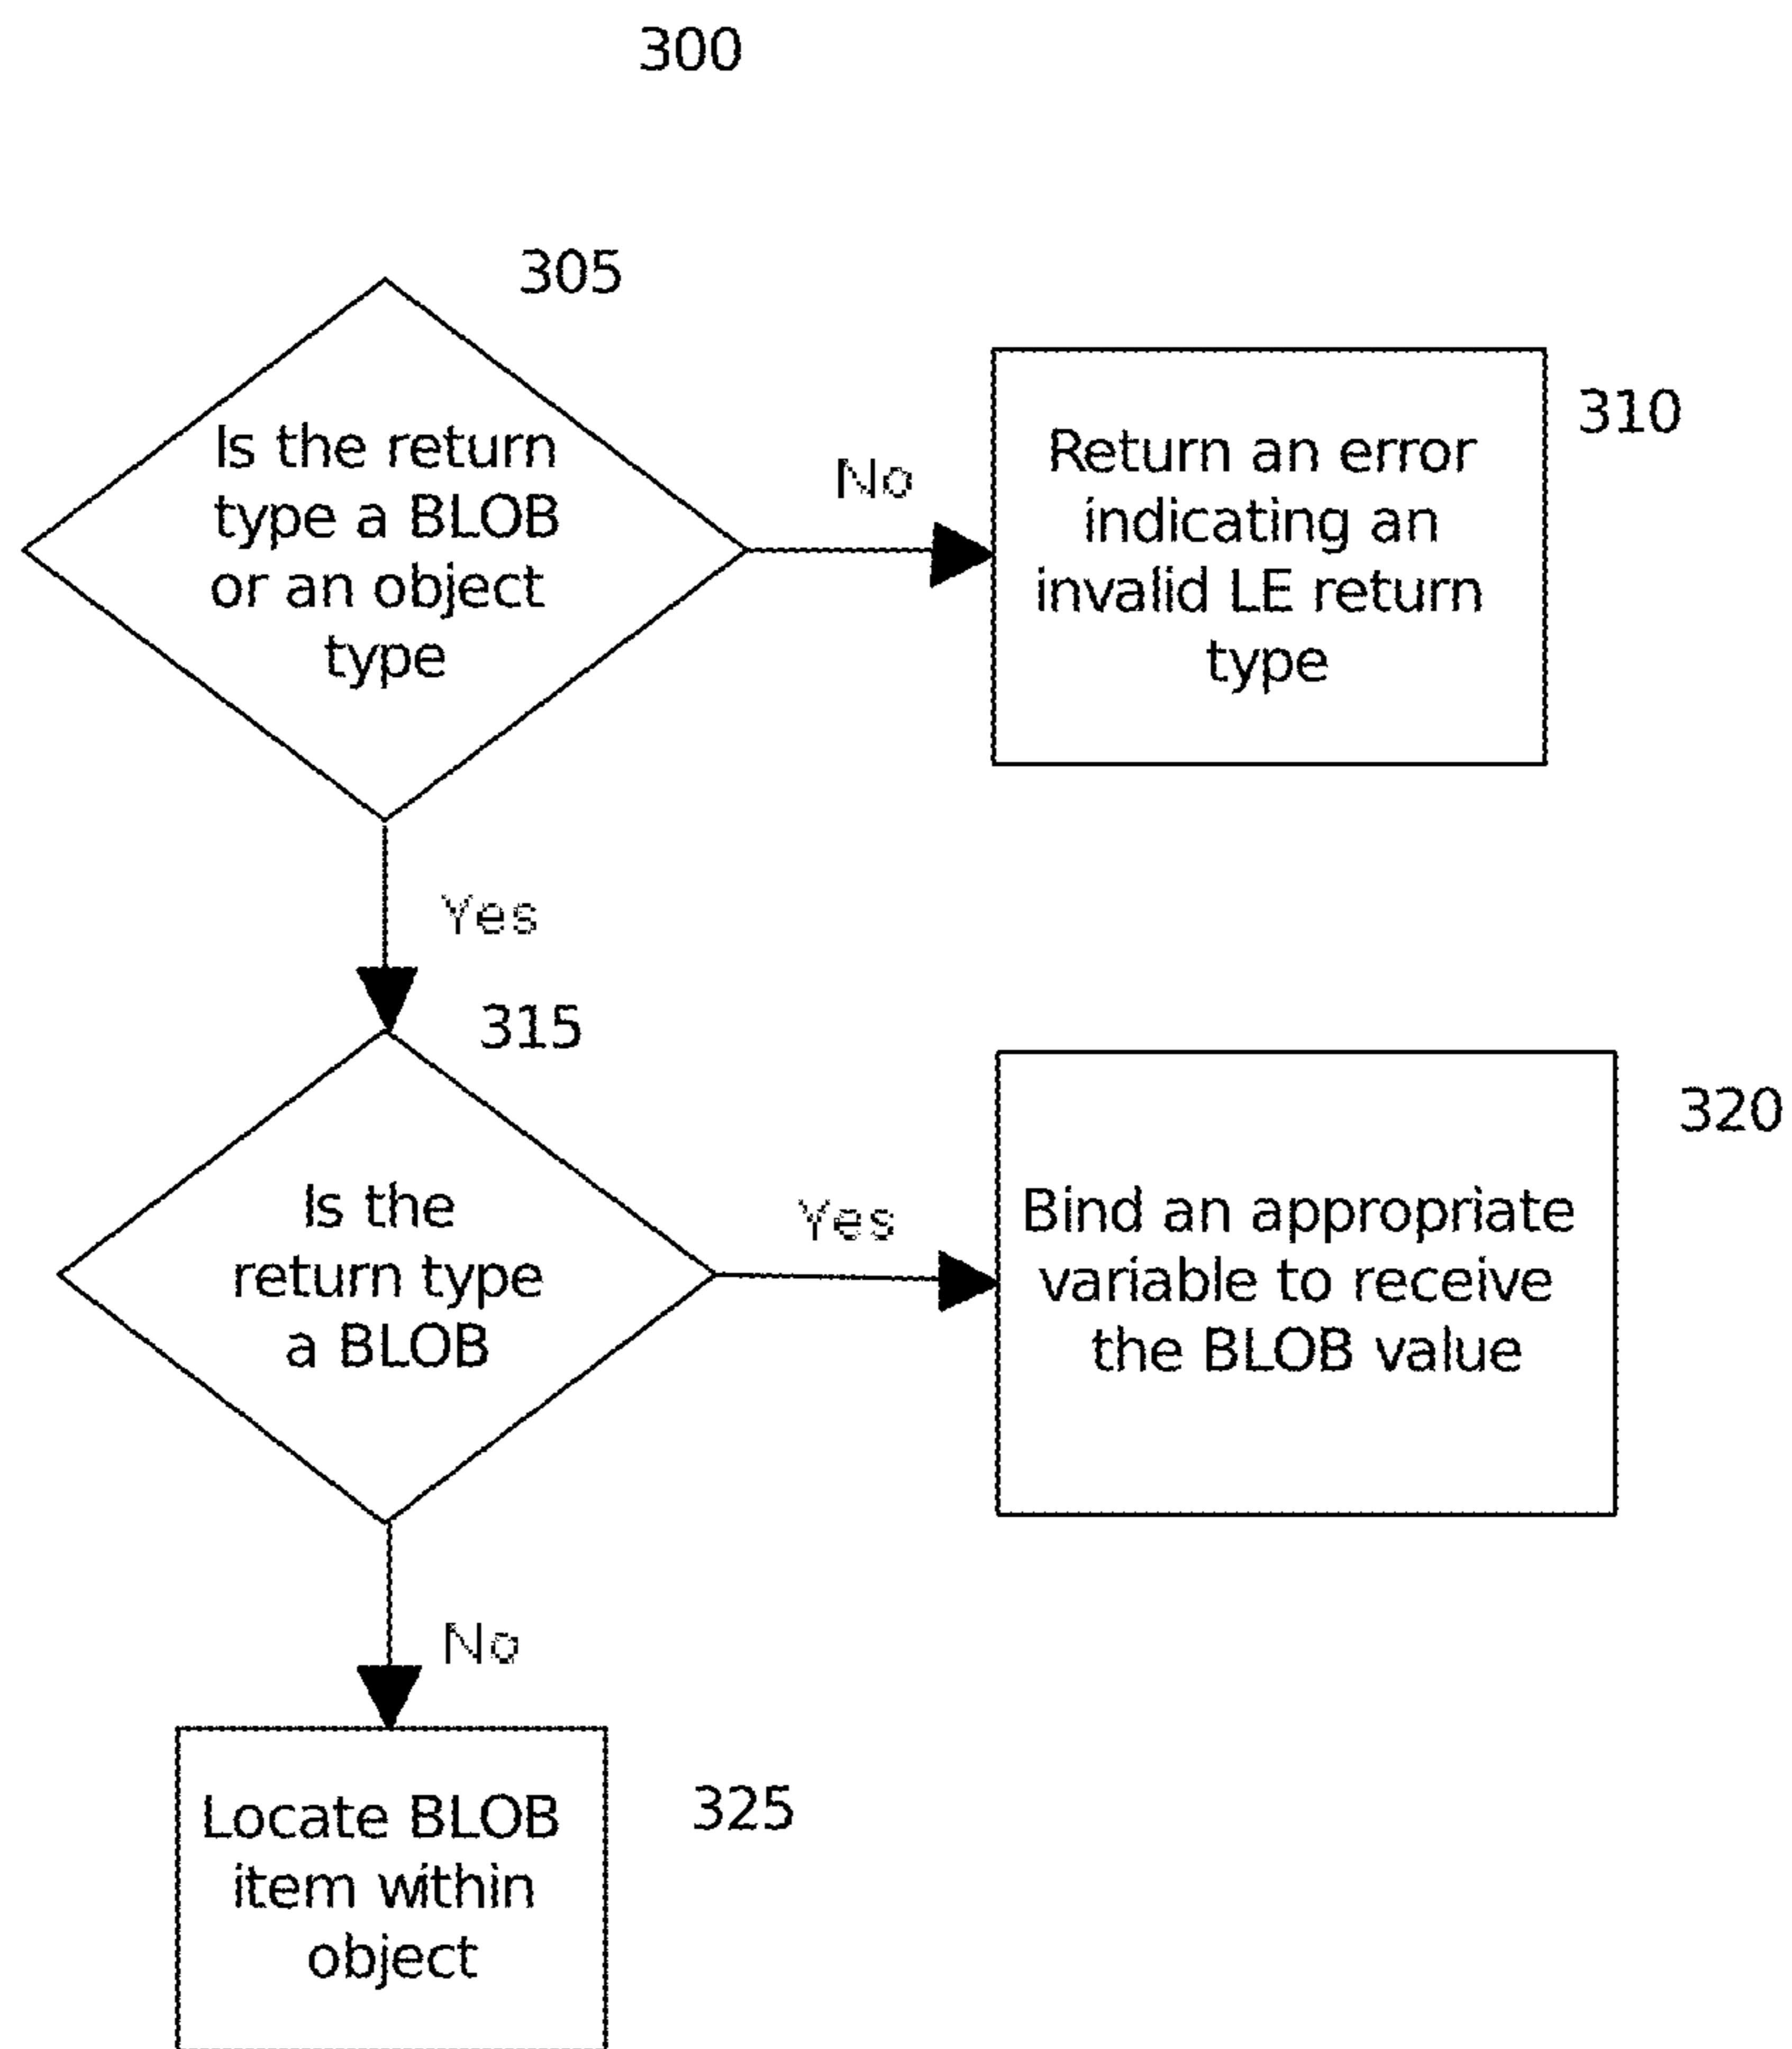 300
305
Is the return
type a BLOB
or an object
type
No
310
Return an error
indicating an
invalid LE return
type
Yes
315
Is the
return type
a BLOB
Yes
320
Bind an appropriate
variable to receive
the BLOB value
No
325
Locate BLOB
item within
object